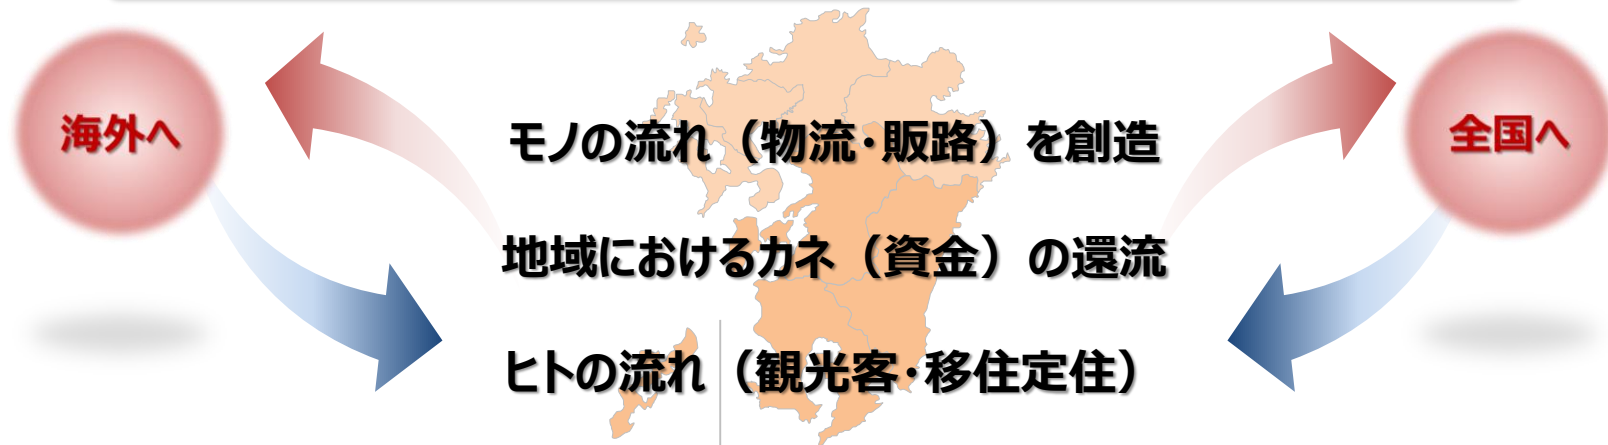 海外へ
全国へ
モノの流れ（物流・販路）を創造
地域におけるカネ（資金）の還流
ヒトの流れ（観光客・移住定住）